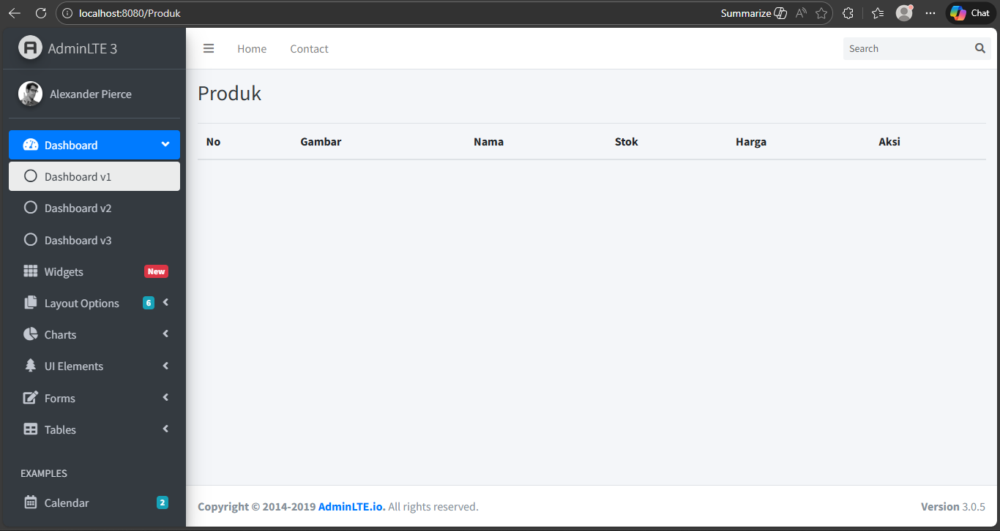 localhost:8080/Produk
Summarize
Chat
AdminLTE 3
Home Contact
Search
Alexander Pierce
Produk
No Gambar Nama Stok Harga Aksi
Dashboard
Dashboard v1
Dashboard v2
Dashboard v3
Widgets New
Layout Options 6
Charts
UI Elements
Forms
Tables
EXAMPLES
Calendar 2
Copyright © 2014-2019 AdminLTE.io. All rights reserved.
Version 3.0.5